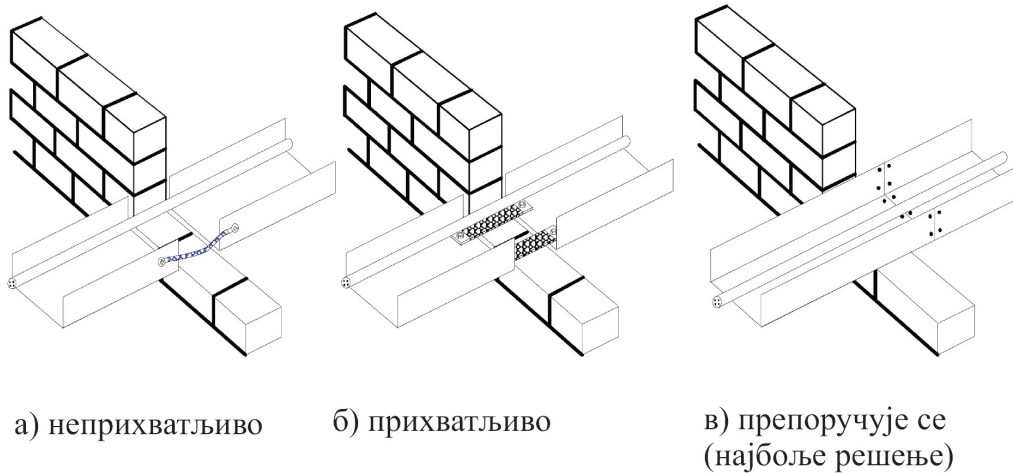 а) неприхватљиво
б) прихватљиво
в) препоручује се
(најбоље решење)